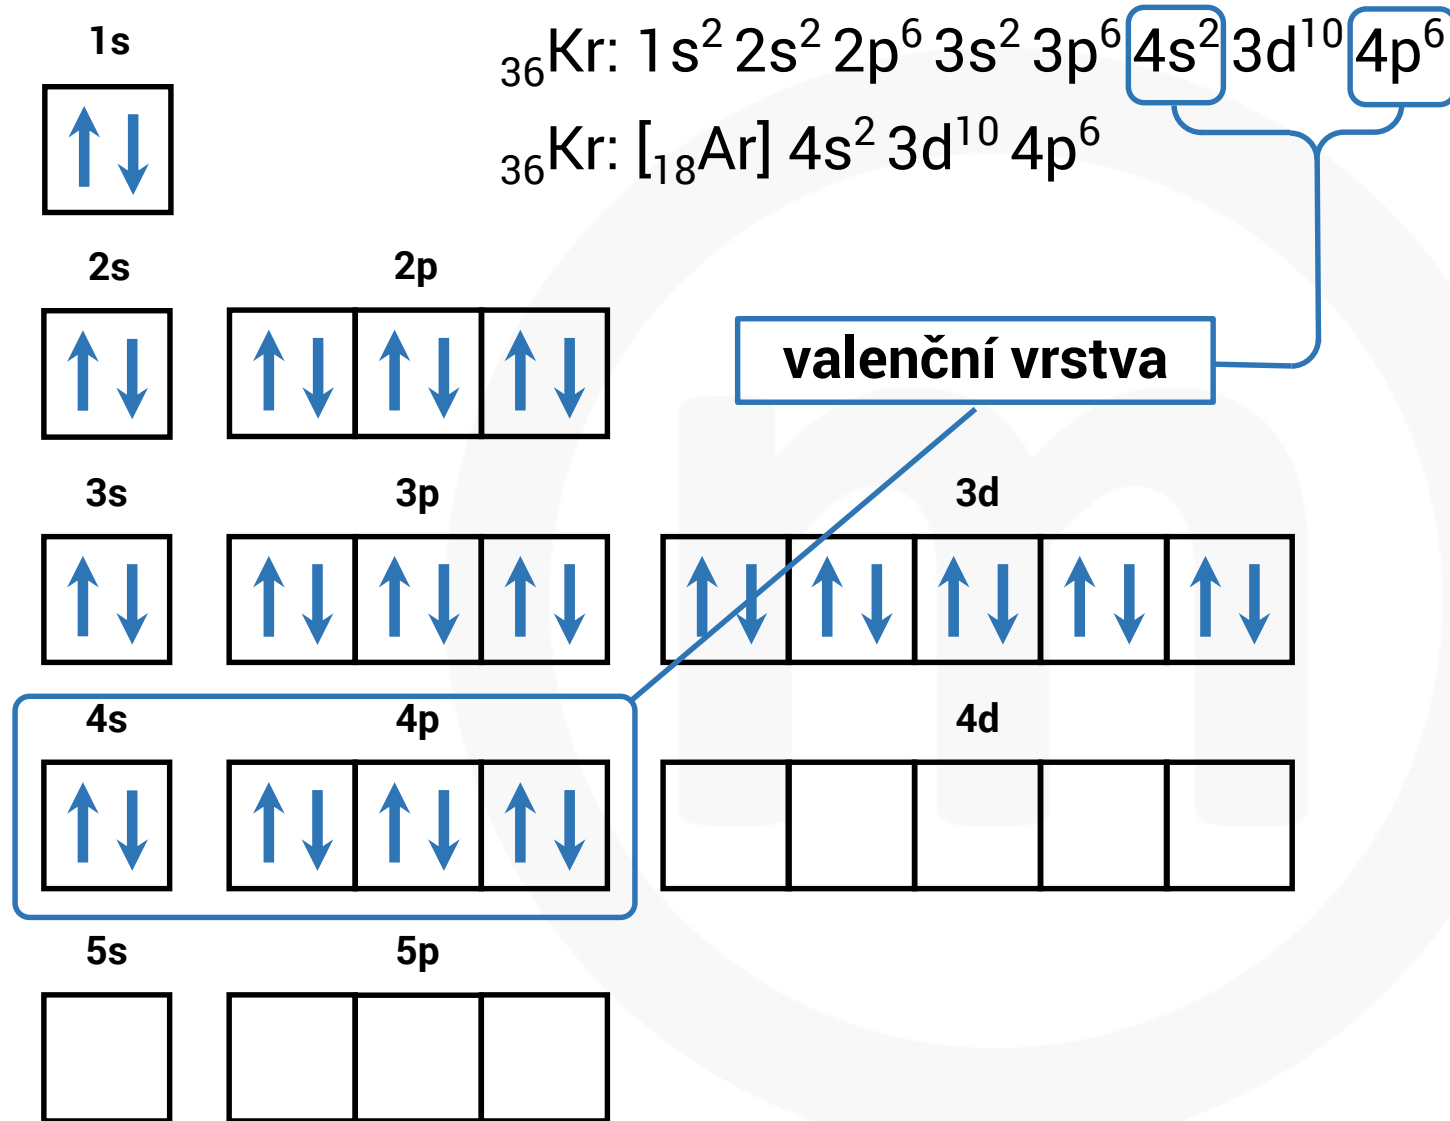 1s
₃₆Kr: 1s² 2s² 2p⁶ 3s² 3p⁶ 4s² 3d¹⁰ 4p⁶
₃₆Kr: [₁₈Ar] 4s² 3d¹⁰ 4p⁶
2s 2p
valenční vrstva
3s 3p 3d
4s 4p 4d
5s 5p